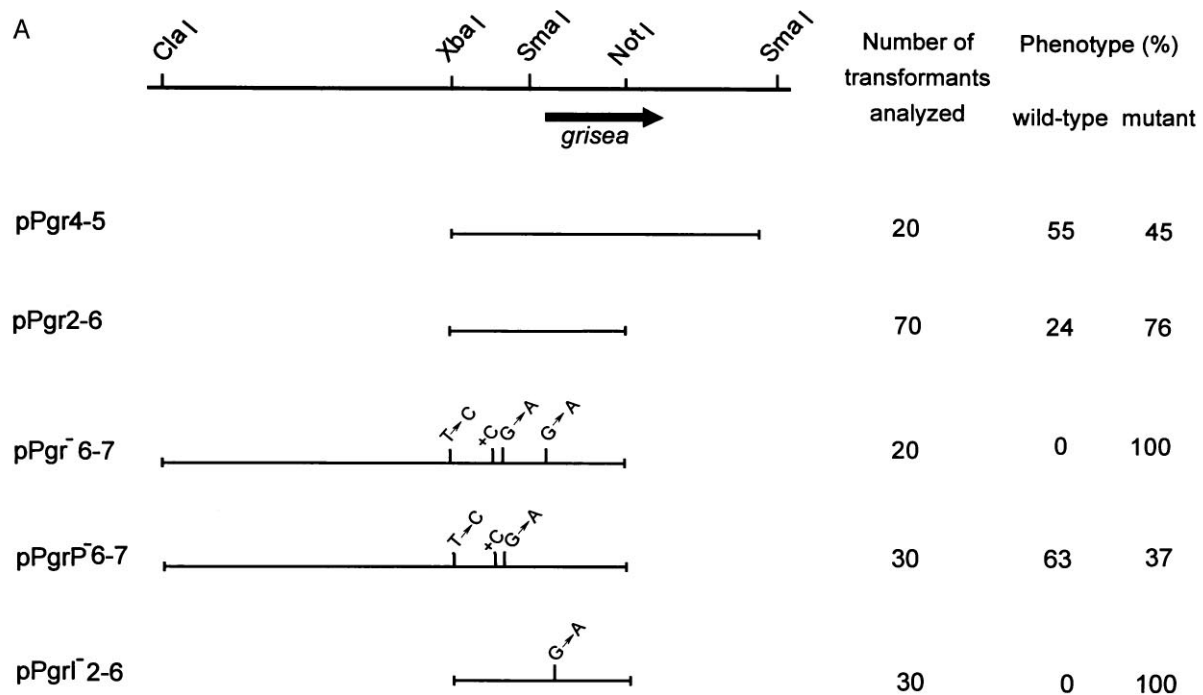 A
Cla I Xba I Sma I Not I Sma I
Number of transformants analyzed
Phenotype (%)
wild-type mutant
grisea
pPgr4-5 20 55 45
pPgr2-6 70 24 76
T→C +C G→A G→A
pPgr⁻6-7 20 0 100
T→C +C G→A
pPgrP⁻6-7 30 63 37
G→A
pPgrI⁻2-6 30 0 100